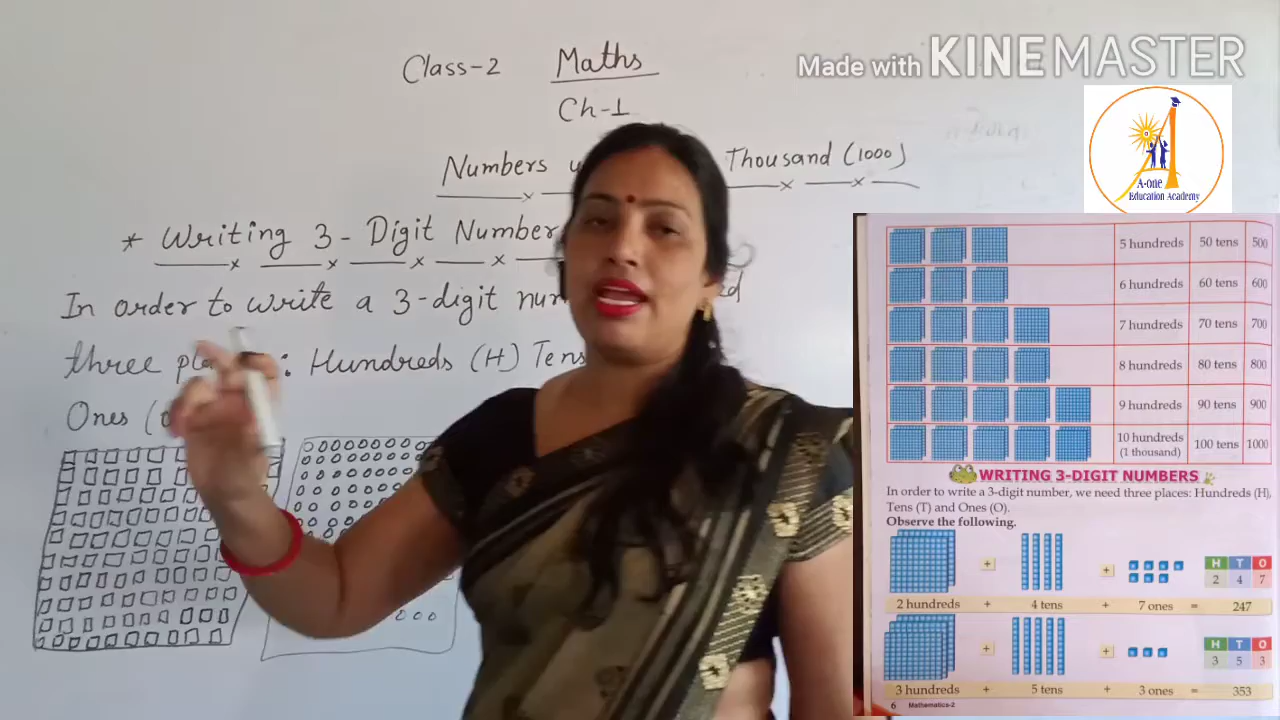 Made with KINEMASTER
A-One
Education Academy
Class-2 Maths
Ch-1
Numbers Thousand (1000)
* Writing 3-Digit Number
In order to write a 3-digit
three : Hundreds (H) Tens
Ones
5 hundreds 50 tens 500
6 hundreds 60 tens 600
7 hundreds 70 tens 700
8 hundreds 80 tens 800
9 hundreds 90 tens 900
10 hundreds 100 tens 1000
(1 thousand)
WRITING 3-DIGIT NUMBERS
In order to write a 3-digit number, we need three places: Hundreds (H),
Tens (T) and Ones (O).
Observe the following.
+ + H T O
2 4 7
2 hundreds + 4 tens + 7 ones = 247
+ + H T O
3 5 3
3 hundreds + 5 tens + 3 ones = 353
6 Mathematics-2